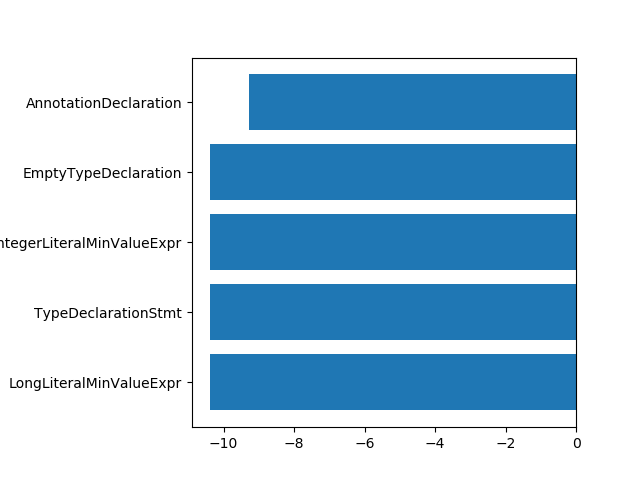 AnnotationDeclaration
EmptyTypeDeclaration
ntegerLiteralMinValueExpr
TypeDeclarationStmt
LongLiteralMinValueExpr
−10 −8 −6 −4 −2 0